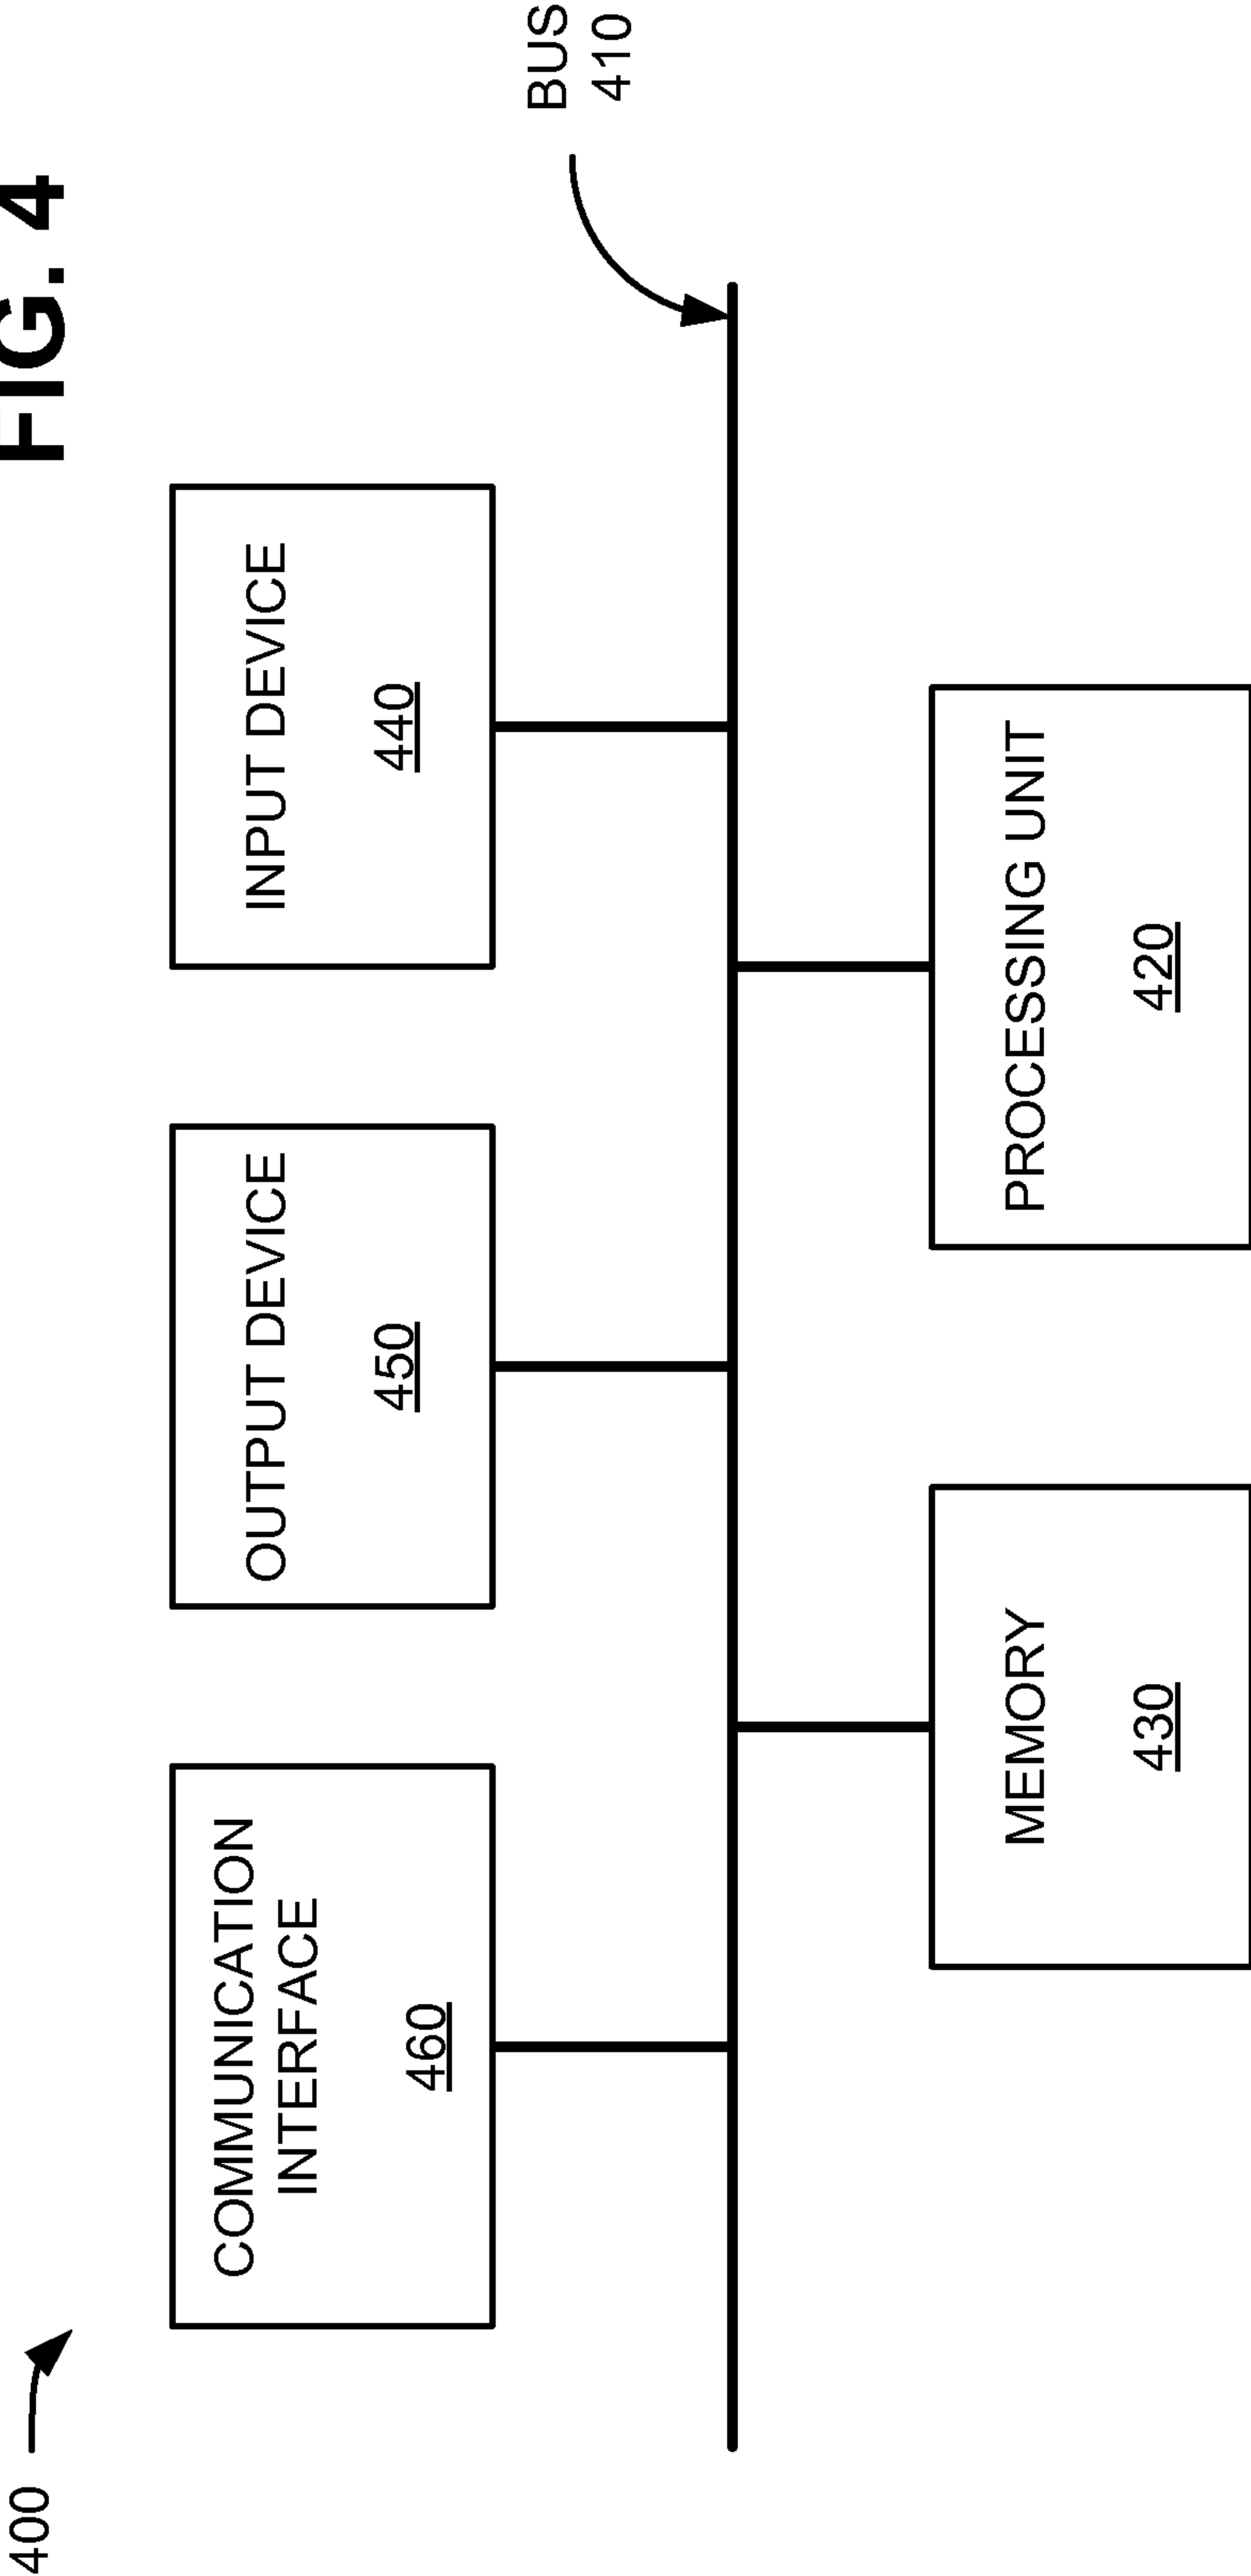 FIG. 4
400
COMMUNICATION
INTERFACE
460
OUTPUT DEVICE
450
INPUT DEVICE
440
BUS
410
MEMORY
430
PROCESSING UNIT
420